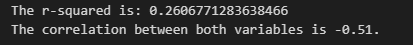 The r-squared is: 0.2606771283638466
The correlation between both variables is -0.51.